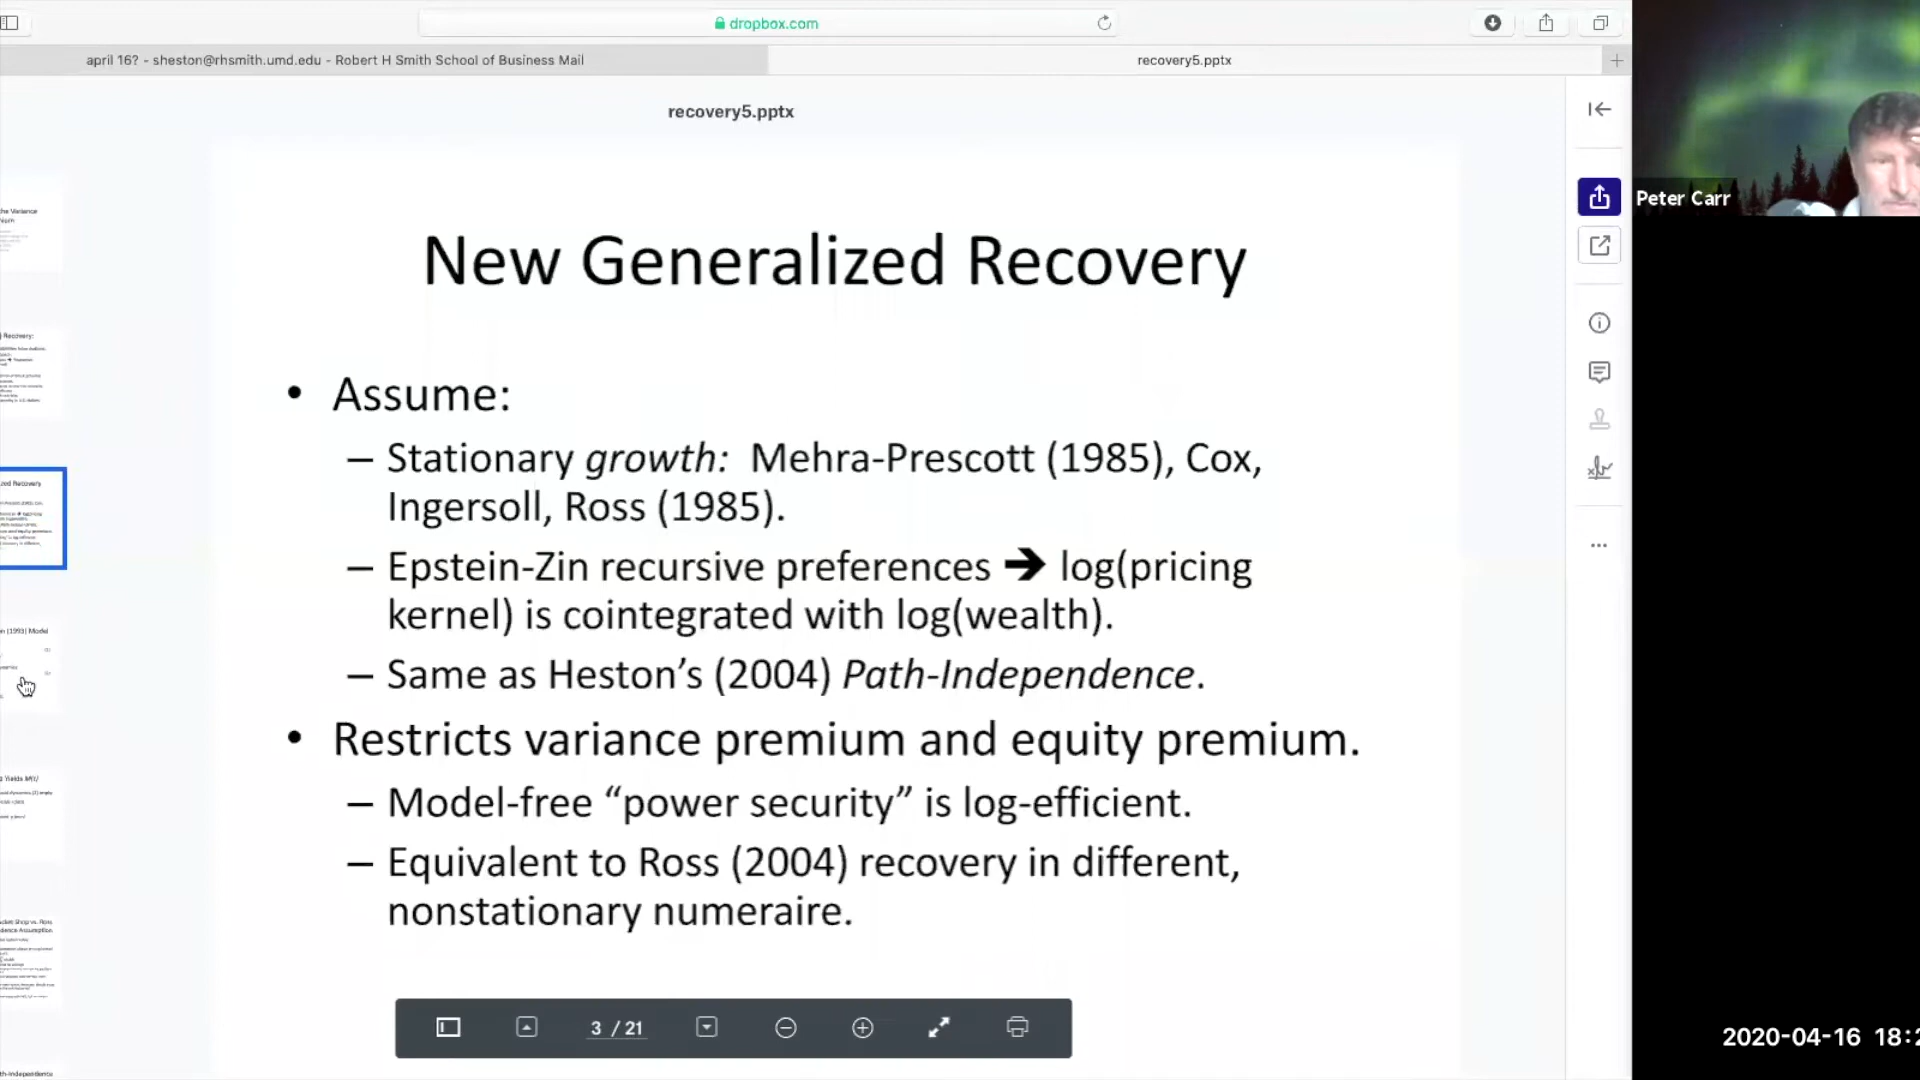 dropbox.com
april 16? - sheston@rhsmith.umd.edu - Robert H Smith School of Business Mail
recovery5.pptx
recovery5.pptx
Peter Carr
New Generalized Recovery
• Assume:
– Stationary growth: Mehra-Prescott (1985), Cox,
Ingersoll, Ross (1985).
– Epstein-Zin recursive preferences ➔ log(pricing
kernel) is cointegrated with log(wealth).
– Same as Heston’s (2004) Path-Independence.
• Restricts variance premium and equity premium.
– Model-free “power security” is log-efficient.
– Equivalent to Ross (2004) recovery in different,
nonstationary numeraire.
3 / 21
2020-04-16 18:2